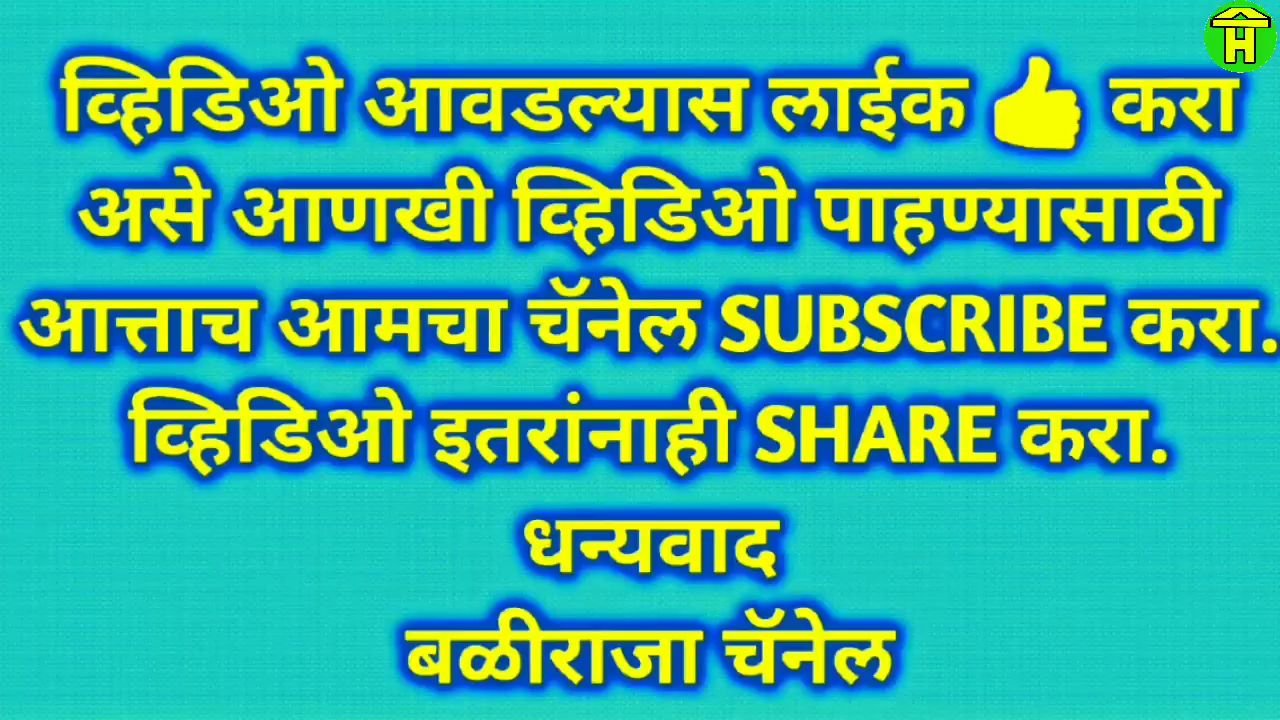 व्हिडिओ आवडल्यास लाईक 👍 करा
असे आणखी व्हिडिओ पाहण्यासाठी
आत्ताच आमचा चॅनेल SUBSCRIBE करा.
व्हिडिओ इतरांनाही SHARE करा.
धन्यवाद
बळीराजा चॅनेल
H